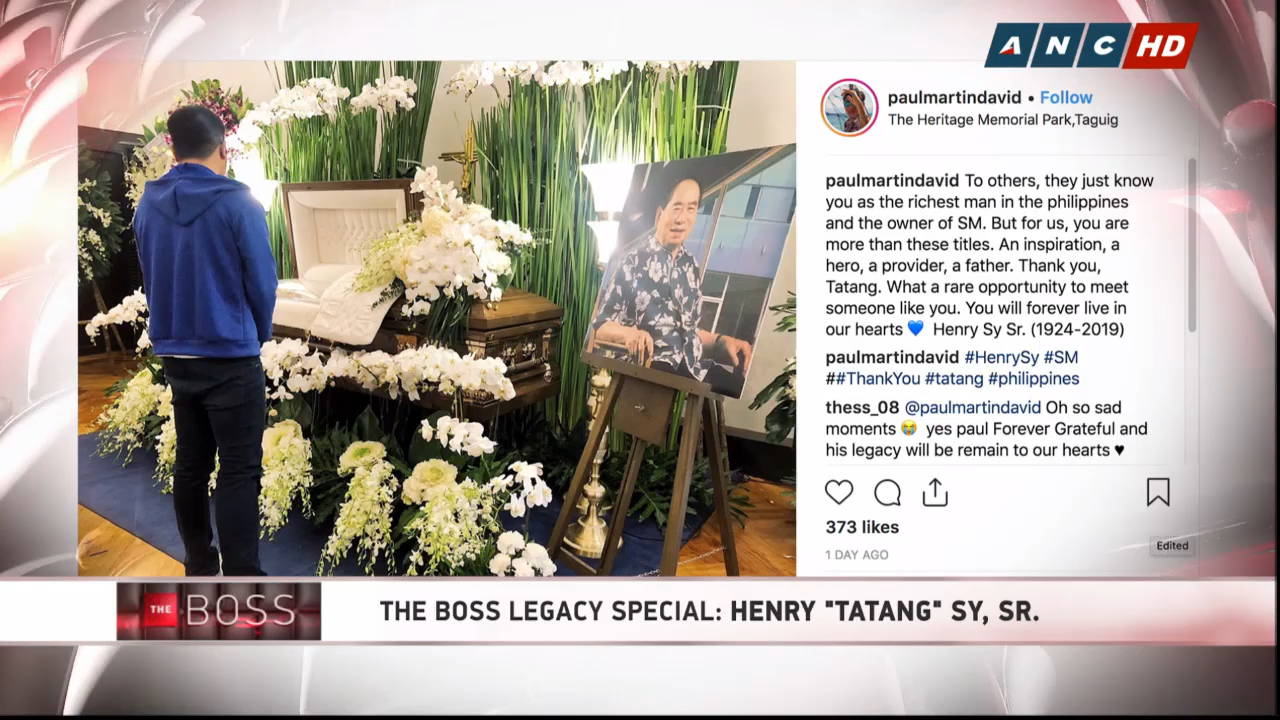 ANC HD
paulmartindavid • Follow
The Heritage Memorial Park,Taguig
paulmartindavid To others, they just know
you as the richest man in the philippines
and the owner of SM. But for us, you are
more than these titles. An inspiration, a
hero, a provider, a father. Thank you,
Tatang. What a rare opportunity to meet
someone like you. You will forever live in
our hearts 💙 Henry Sy Sr. (1924-2019)
paulmartindavid #HenrySy #SM
##ThankYou #tatang #philippines
thess_08 @paulmartindavid Oh so sad
moments 😭 yes paul Forever Grateful and
his legacy will be remain to our hearts ♥
373 likes
1 DAY AGO
Edited
THE BOSS
THE BOSS LEGACY SPECIAL: HENRY "TATANG" SY, SR.